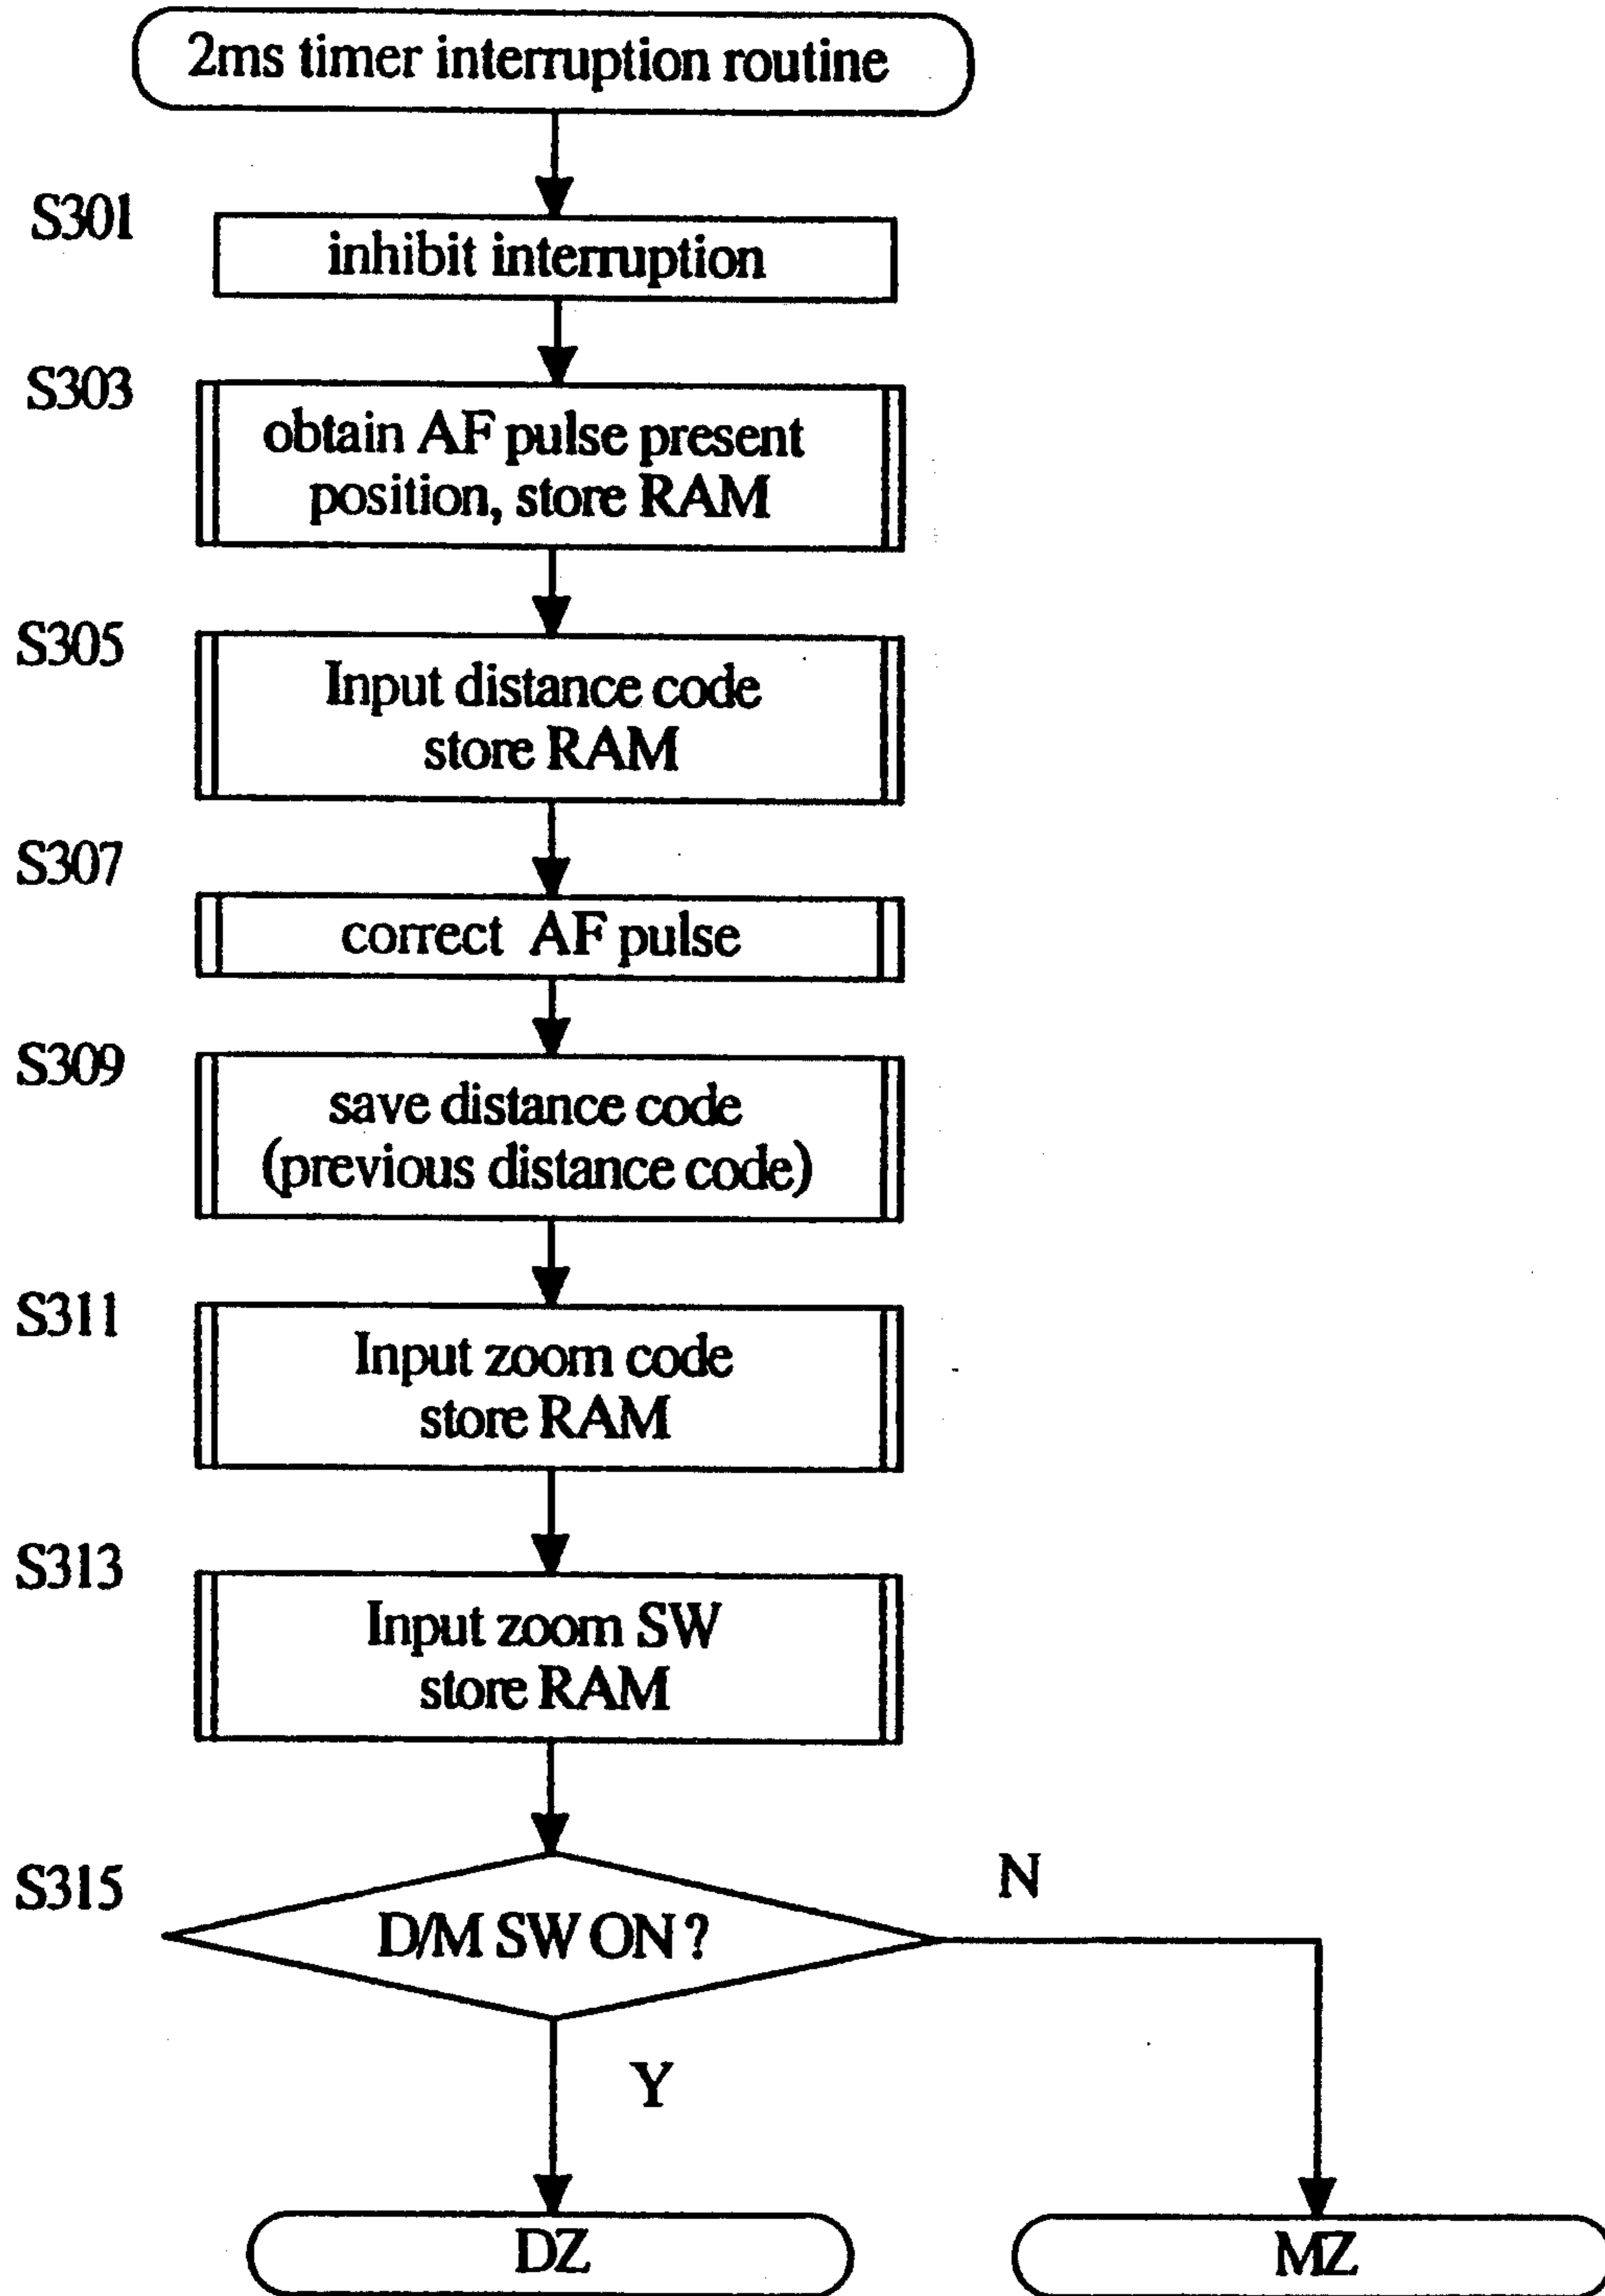 2ms timer interruption routine
S301
inhibit interruption
S303
obtain AF pulse present
position, store RAM
S305
Input distance code
store RAM
S307
correct AF pulse
S309
save distance code
(previous distance code)
S311
Input zoom code
store RAM
S313
Input zoom SW
store RAM
S315
D/M SW ON ?
N
Y
DZ
MZ